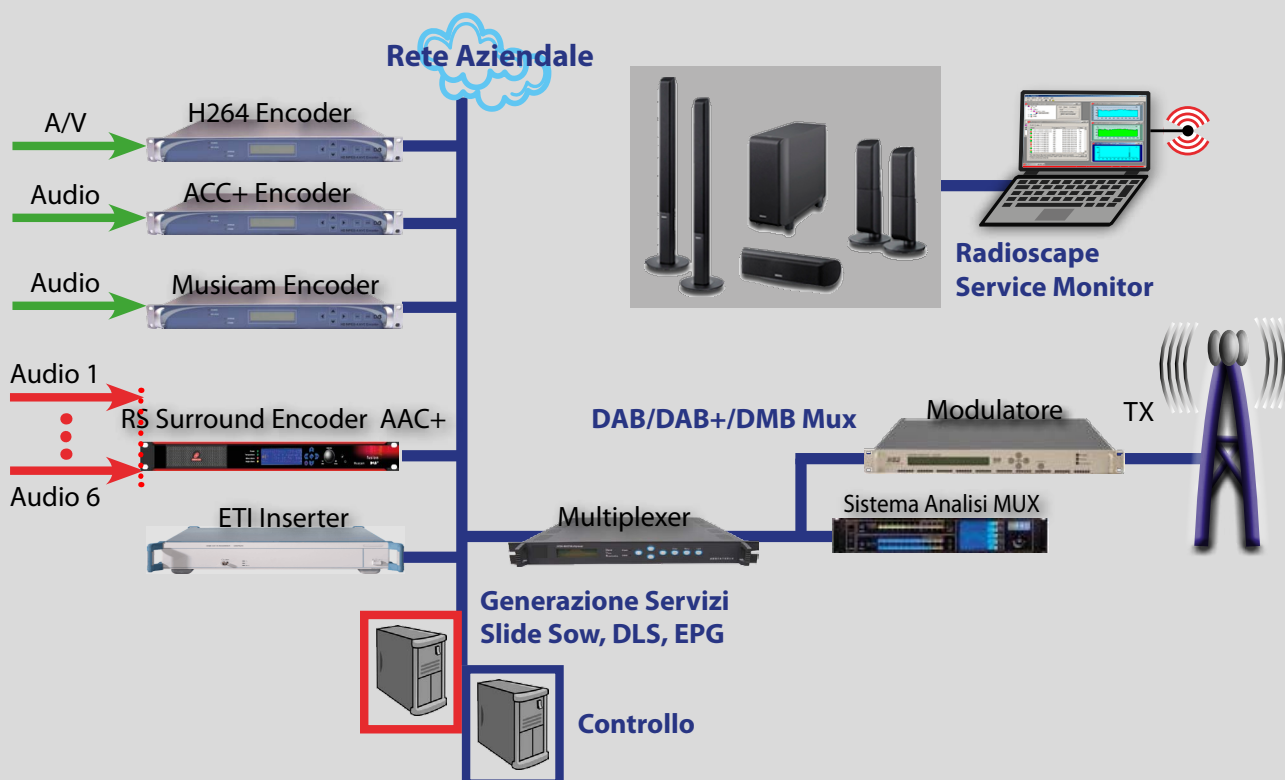 Rete Aziendale
H264 Encoder
A/V
ACC+ Encoder
Audio
Musicam Encoder
Audio
Radioscape
Service Monitor
Audio 1
RS Surround Encoder AAC+
Audio 6
DAB/DAB+/DMB Mux
Modulatore
TX
ETI Inserter
Multiplexer
Sistema Analisi MUX
Generazione Servizi
Slide Sow, DLS, EPG
Controllo